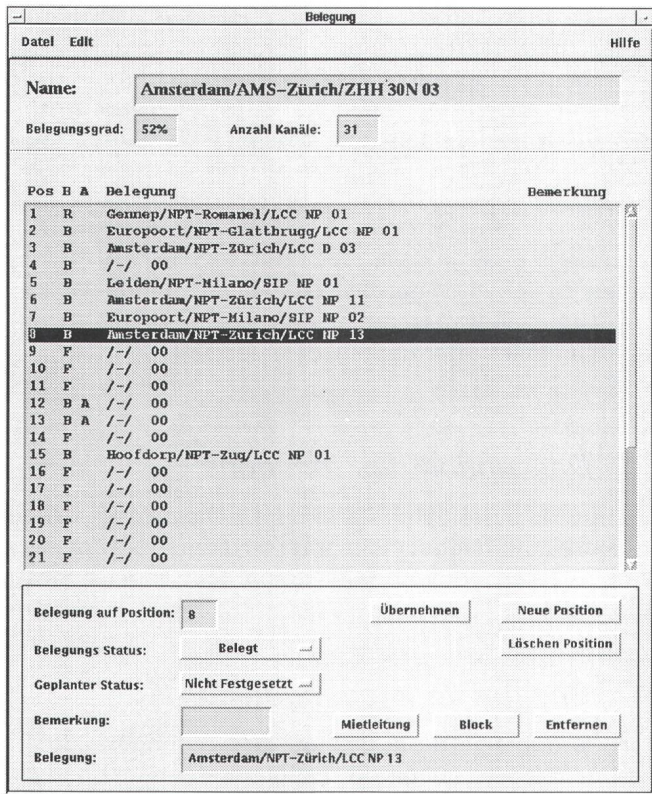 Belegung
Datei Edit Hilfe
Name: Amsterdam/AMS-Zürich/ZHH 30N 03
Belegungsgrad: 52% Anzahl Kanäle: 31
Pos B A Belegung Bemerkung
1 R Gennep/NPT-Romanel/LCC NP 01
2 B Europoort/NPT-Glattbrugg/LCC NP 01
3 B Amsterdam/NPT-Zürich/LCC D 03
4 B /-/ 00
5 B Leiden/NPT-Milano/SIP NP 01
6 B Amsterdam/NPT-Zürich/LCC NP 11
7 B Europoort/NPT-Milano/SIP NP 02
8 B Amsterdam/NPT-Zürich/LCC NP 13
9 F /-/ 00
10 F /-/ 00
11 F /-/ 00
12 B A /-/ 00
13 B A /-/ 00
14 F /-/ 00
15 B Hoofdorp/NPT-Zug/LCC NP 01
16 F /-/ 00
17 F /-/ 00
18 F /-/ 00
19 F /-/ 00
20 F /-/ 00
21 F /-/ 00
Belegung auf Position: 8 Übernehmen Neue Position
Belegungs Status: Belegt Löschen Position
Geplanter Status: Nicht Festgesetzt
Bemerkung: Mietleitung Block Entfernen
Belegung: Amsterdam/NPT-Zürich/LCC NP 13